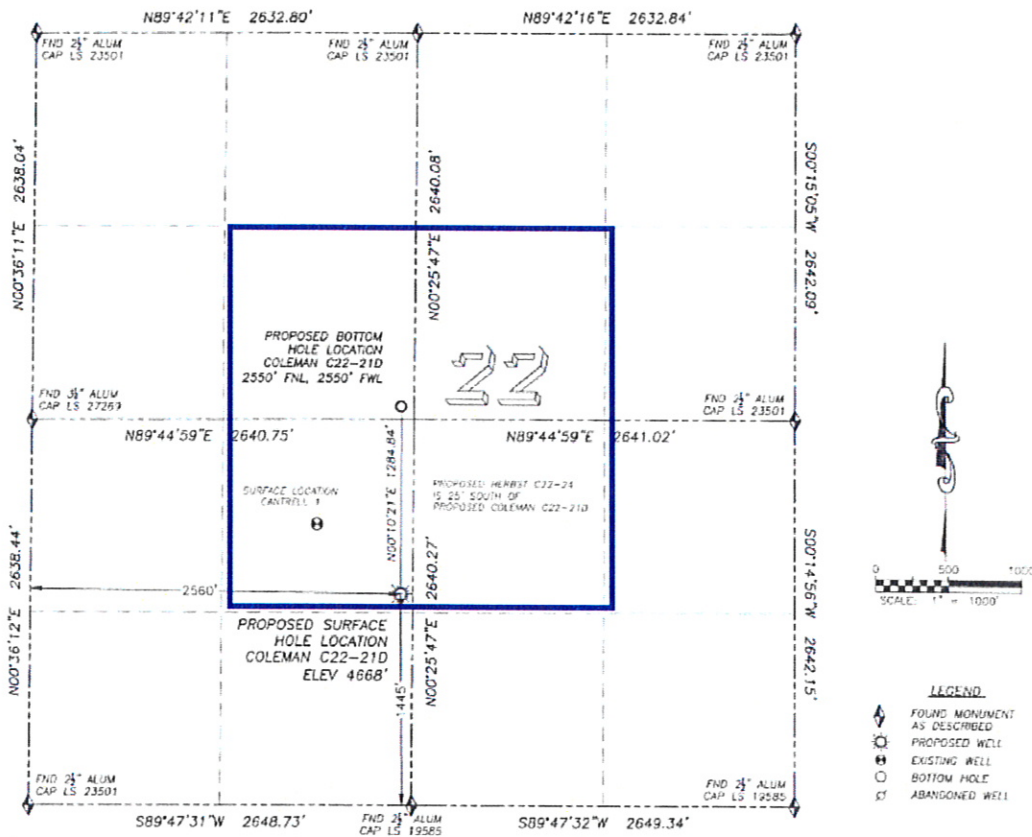 N89°42'11"E 2632.80'
N89°42'16"E 2632.84'
FND 2½" ALUM
CAP LS 23501
FND 2½" ALUM
CAP LS 23501
FND 2½" ALUM
CAP LS 23501
N00°36'11"E 2638.04'
N00°25'47"E 2640.08'
S00°15'05"W 2642.09'
PROPOSED BOTTOM
HOLE LOCATION
COLEMAN C22-21D
2550' FNL, 2550' FWL
22
FND 3½" ALUM
CAP LS 27269
FND 2½" ALUM
CAP LS 23501
N89°44'59"E 2640.75'
N89°44'59"E 2641.02'
N00°10'21"E 1284.84'
SURFACE LOCATION
CANTRELL 1
PROPOSED HERBST C22-24
IS 25' SOUTH OF
PROPOSED COLEMAN C22-21D
N00°36'12"E 2638.44'
2560'
N00°25'47"E 2640.27'
S00°14'56"W 2642.15'
PROPOSED SURFACE
HOLE LOCATION
COLEMAN C22-21D
ELEV 4668'
1445'
FND 2½" ALUM
CAP LS 23501
FND 2½" ALUM
CAP LS 19585
FND 2½" ALUM
CAP LS 19585
S89°47'31"W 2648.73'
S89°47'32"W 2649.34'
0 500 1000
SCALE: 1" = 1000'
LEGEND
FOUND MONUMENT
AS DESCRIBED
PROPOSED WELL
EXISTING WELL
BOTTOM HOLE
ABANDONED WELL